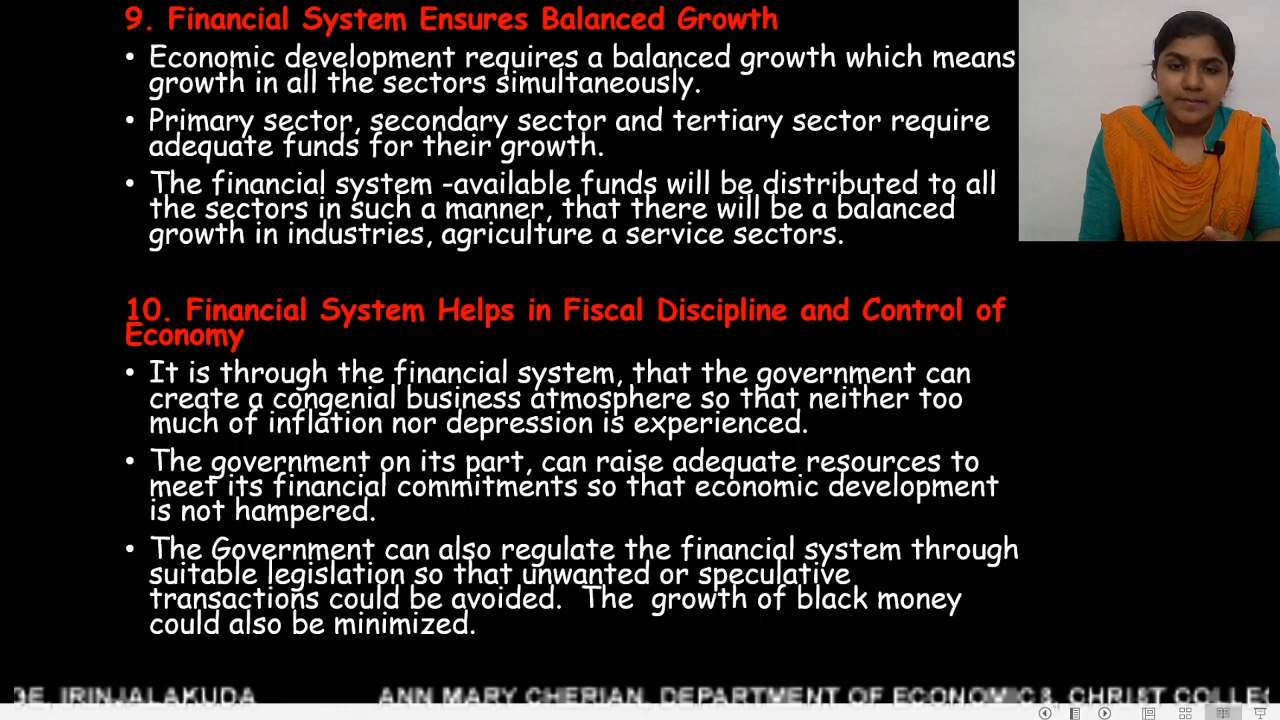 9. Financial System Ensures Balanced Growth
• Economic development requires a balanced growth which means
growth in all the sectors simultaneously.
• Primary sector, secondary sector and tertiary sector require
adequate funds for their growth.
• The financial system -available funds will be distributed to all
the sectors in such a manner, that there will be a balanced
growth in industries, agriculture a service sectors.
10. Financial System Helps in Fiscal Discipline and Control of
Economy
• It is through the financial system, that the government can
create a congenial business atmosphere so that neither too
much of inflation nor depression is experienced.
• The government on its part, can raise adequate resources to
meet its financial commitments so that economic development
is not hampered.
• The Government can also regulate the financial system through
suitable legislation so that unwanted or speculative
transactions could be avoided. The growth of black money
could also be minimized.
GE, IRINJALAKUDA ANN MARY CHERIAN, DEPARTMENT OF ECONOMICS, CHRIST COLLEG